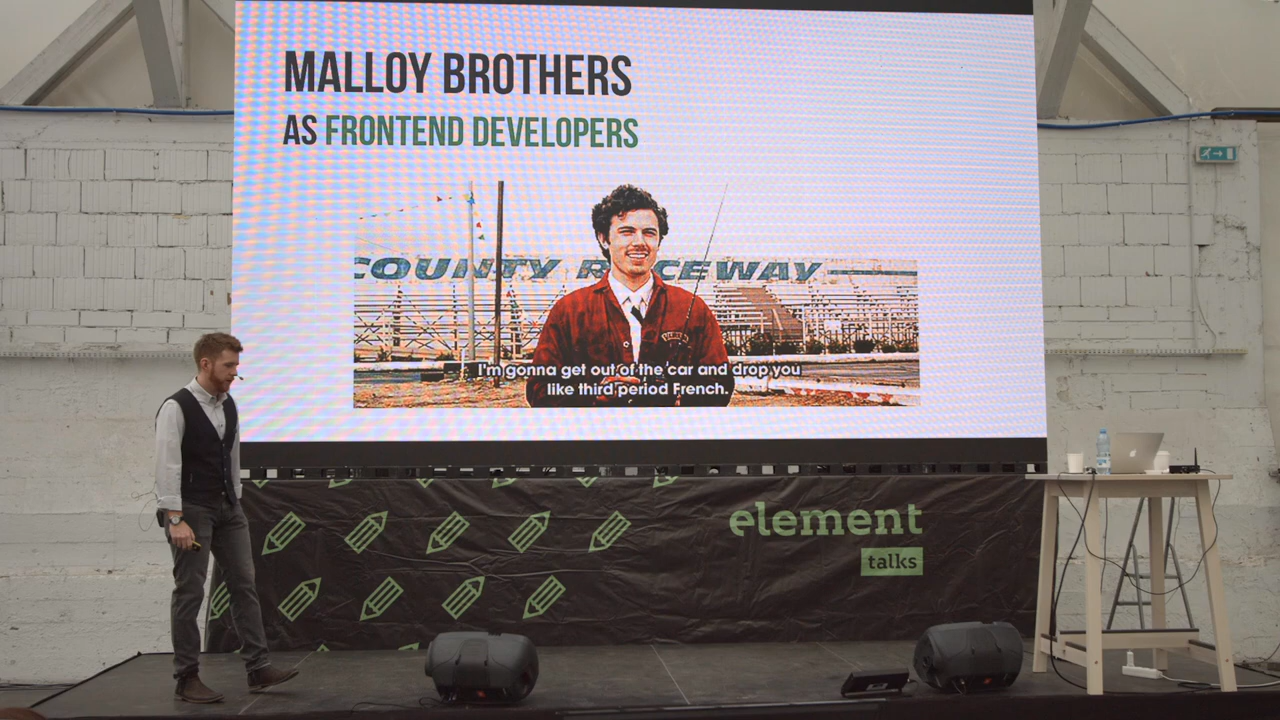 MALLOY BROTHERS
AS FRONTEND DEVELOPERS
COUNTY RACEWAY
I'm gonna get out of the car and drop you
like third period French.
element
talks